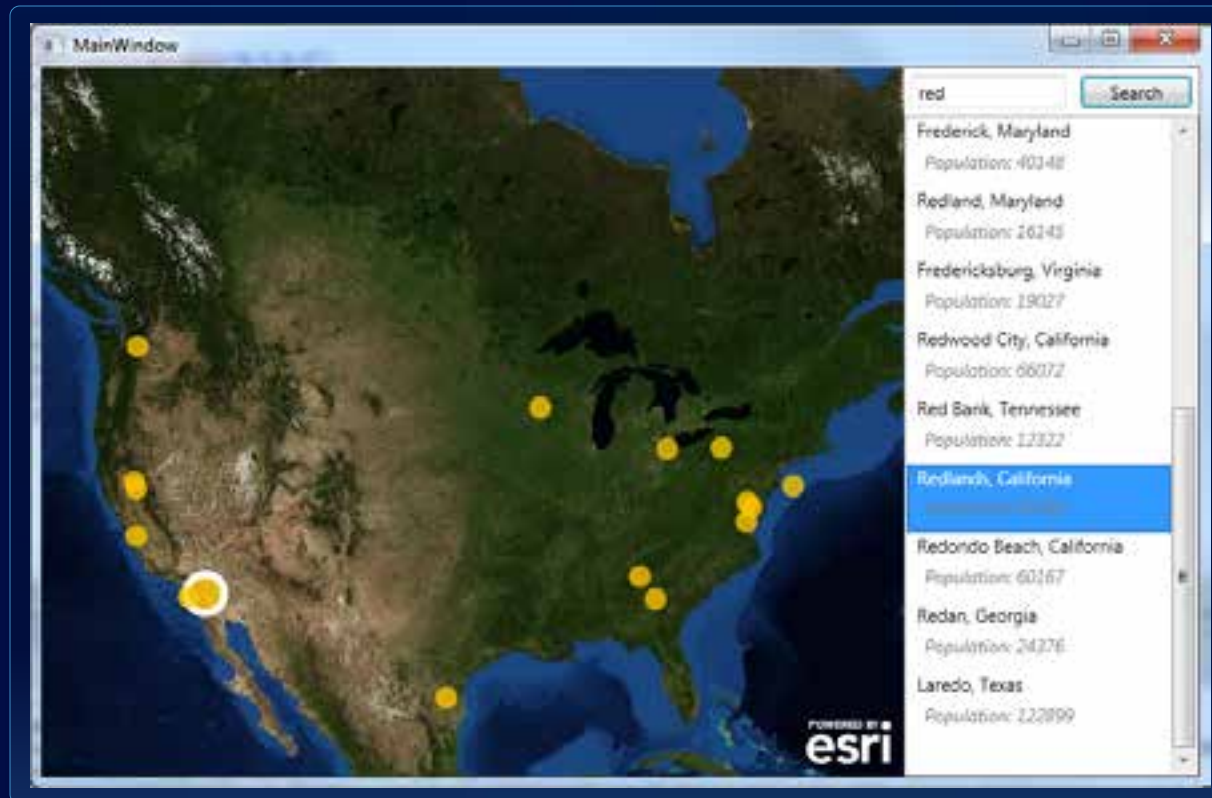 MainWindow
red
Search
Frederick, Maryland
Population: 40148
Redland, Maryland
Population: 16145
Fredericksburg, Virginia
Population: 19027
Redwood City, California
Population: 66072
Red Bank, Tennessee
Population: 12322
Redlands, California
Redondo Beach, California
Population: 60167
Redan, Georgia
Population: 24376
Laredo, Texas
Population: 122899
POWERED BY
esri